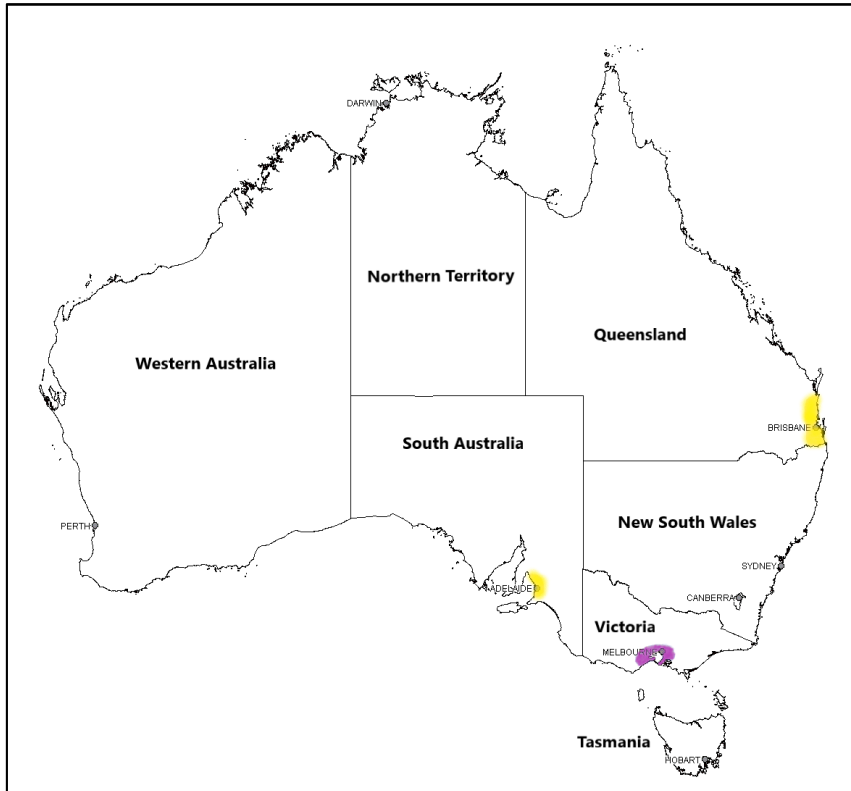 DARWIN
Northern Territory
Queensland
Western Australia
BRISBANE
South Australia
New South Wales
PERTH
SYDNEY
ADELAIDE
CANBERRA
Victoria
MELBOURNE
Tasmania
HOBART